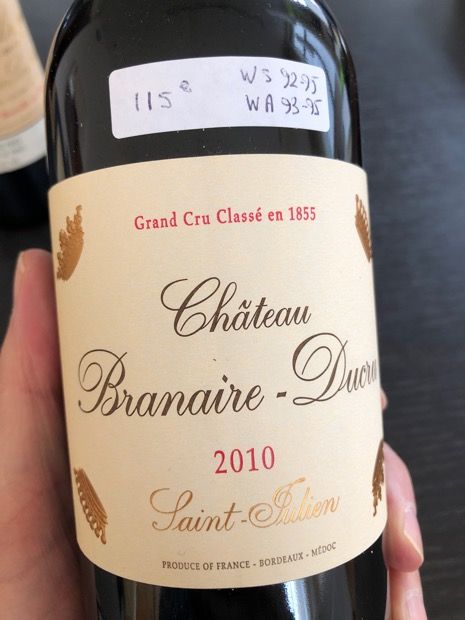 115€ WS 92-95
WA 93-95
Grand Cru Classé en 1855
Château
Branaire-Ducru
2010
Saint-Julien
PRODUCE OF FRANCE - BORDEAUX - MÉDOC